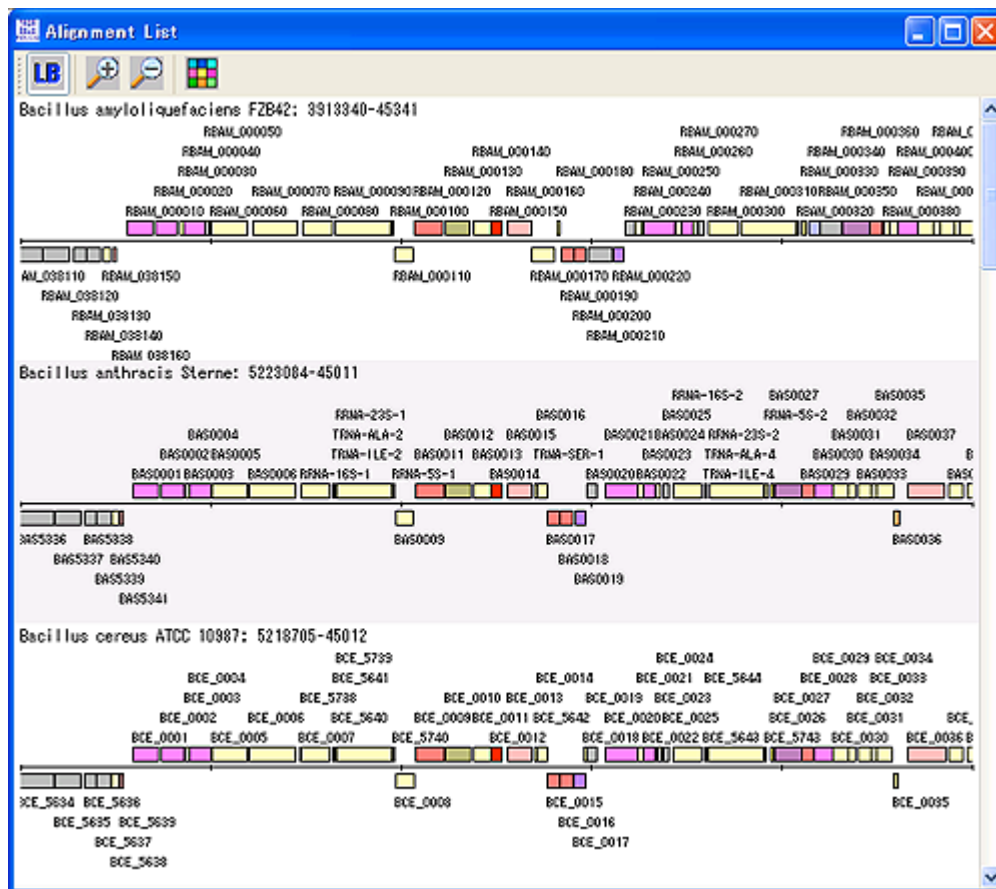 Alignment List
LB
Bacillus amyloliquefaciens FZB42: 3913340-45341
RBAM_000050 RBAM_000270 RBAM_000360 RBAM_C
RBAM_000040 RBAM_000140 RBAM_000260 RBAM_000340 RBAM_00040C
RBAM_000030 RBAM_000130 RBAM_000180 RBAM_000250 RBAM_000330 RBAM_000390
RBAM_000020 RBAM_000070 RBAM_000090 RBAM_000120 RBAM_000160 RBAM_000240 RBAM_000310 RBAM_000350 RBAM_000
RBAM_000010 RBAM_000060 RBAM_000080 RBAM_000100 RBAM_000150 RBAM_000230 RBAM_000300 RBAM_000320 RBAM_000380
AM_038110 RBAM_038150 RBAM_000110 RBAM_000170 RBAM_000220
RBAM_038120 RBAM_000190
RBAM_038130 RBAM_000200
RBAM_038140 RBAM_000210
RBAM_038160
Bacillus anthracis Sterne: 5223084-45011
RRNA-16S-2 BAS0027 BAS0035
RRNA-23S-1 BAS0016 BAS0025 RRNA-5S-2 BAS0032
BAS0004 TRNA-ALA-2 BAS0012 BAS0015 BAS0021 BAS0024 RRNA-23S-2 BAS0031 BAS0037
BAS0002 BAS0005 TRNA-ILE-2 BAS0011 BAS0013 TRNA-SER-1 BAS0023 TRNA-ALA-4 BAS0030 BAS0034 B
BAS0001 BAS0003 BAS0006 RRNA-16S-1 RRNA-5S-1 BAS0014 BAS0020 BAS0022 TRNA-ILE-4 BAS0029 BAS0033 BAS(
BAS5336 BAS5338 BAS0009 BAS0017 BAS0036
BAS5337 BAS5340 BAS0018
BAS5339 BAS0019
BAS5341
Bacillus cereus ATCC 10987: 5218705-45012
BCE_5739 BCE_0024 BCE_0029 BCE_0034
BCE_0004 BCE_5641 BCE_0014 BCE_0021 BCE_5644 BCE_0028 BCE_0033
BCE_0003 BCE_5738 BCE_0010 BCE_0013 BCE_0019 BCE_0023 BCE_0027 BCE_0032
BCE_0002 BCE_0006 BCE_5640 BCE_0009 BCE_0011 BCE_5642 BCE_0020 BCE_0025 BCE_0026 BCE_0031 BCE_
BCE_0001 BCE_0005 BCE_0007 BCE_5740 BCE_0012 BCE_0018 BCE_0022 BCE_5643 BCE_5743 BCE_0030 BCE_0036 B
BCE_5634 BCE_5636 BCE_0008 BCE_0015 BCE_0035
BCE_5635 BCE_5639 BCE_0016
BCE_5637 BCE_0017
BCE_5638